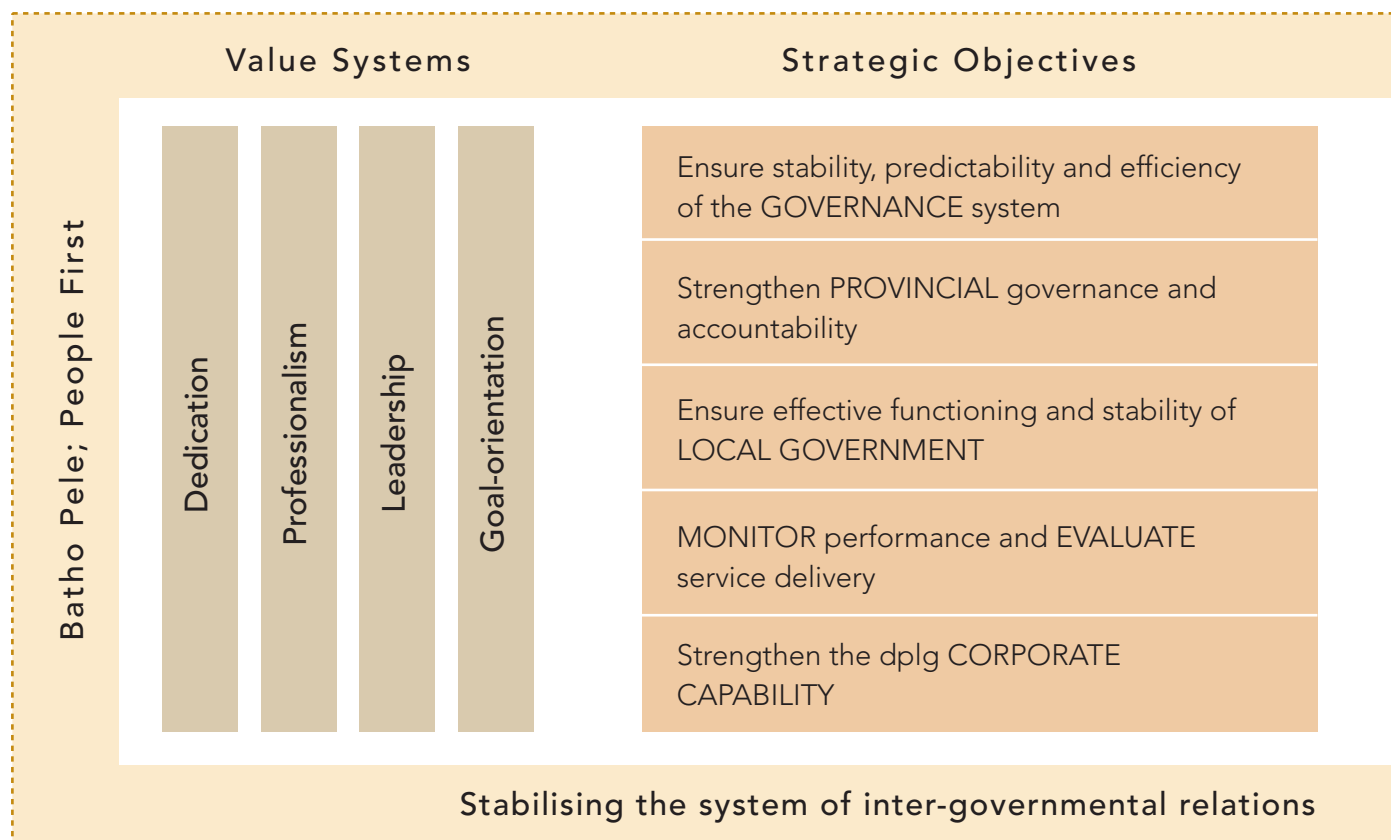 Value Systems
Strategic Objectives
Batho Pele; People First
Dedication
Professionalism
Leadership
Goal-orientation
Ensure stability, predictability and efficiency
of the GOVERNANCE system
Strengthen PROVINCIAL governance and
accountability
Ensure effective functioning and stability of
LOCAL GOVERNMENT
MONITOR performance and EVALUATE
service delivery
Strengthen the dplg CORPORATE
CAPABILITY
Stabilising the system of inter-governmental relations